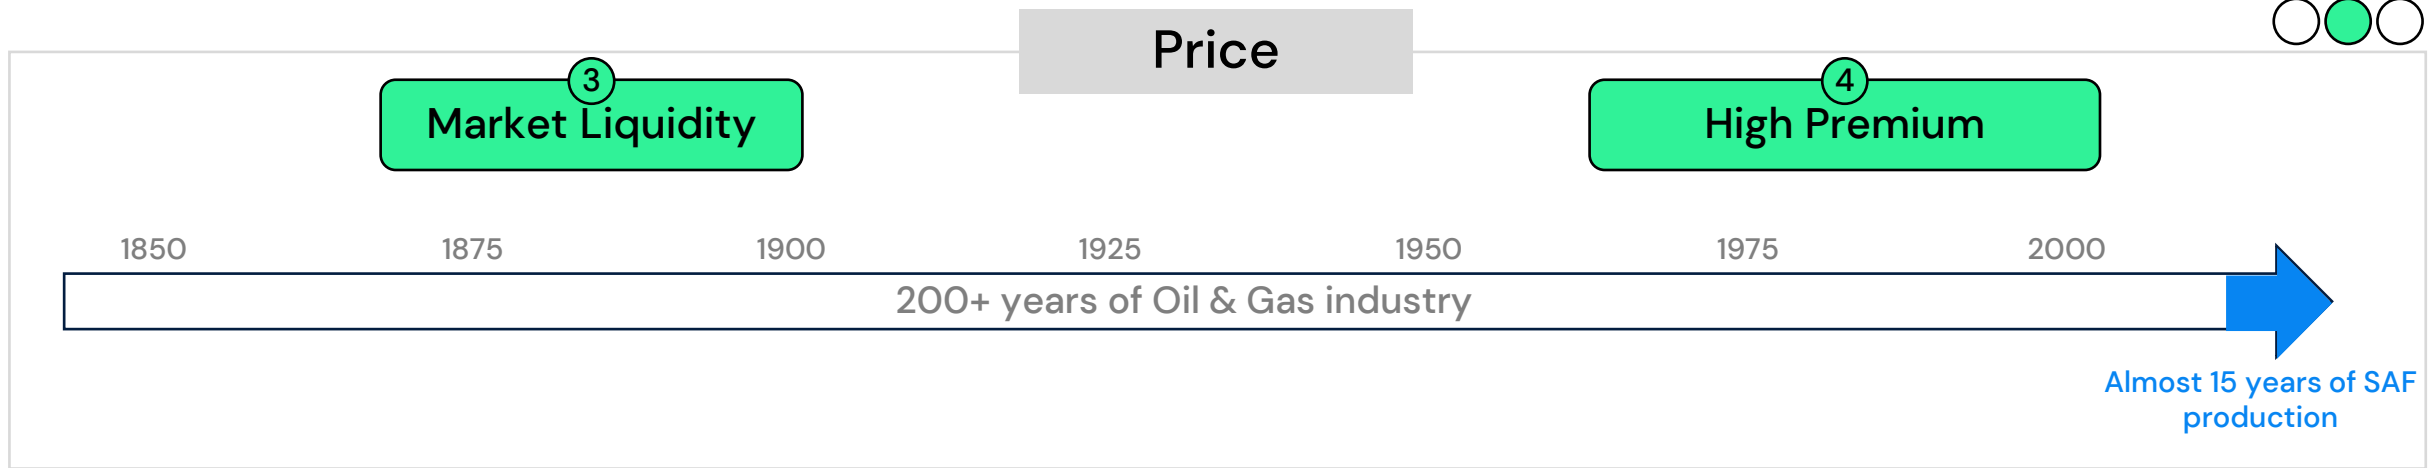 Price
3
Market Liquidity
4
High Premium
1850 1875 1900 1925 1950 1975 2000
200+ years of Oil & Gas industry
Almost 15 years of SAF
production